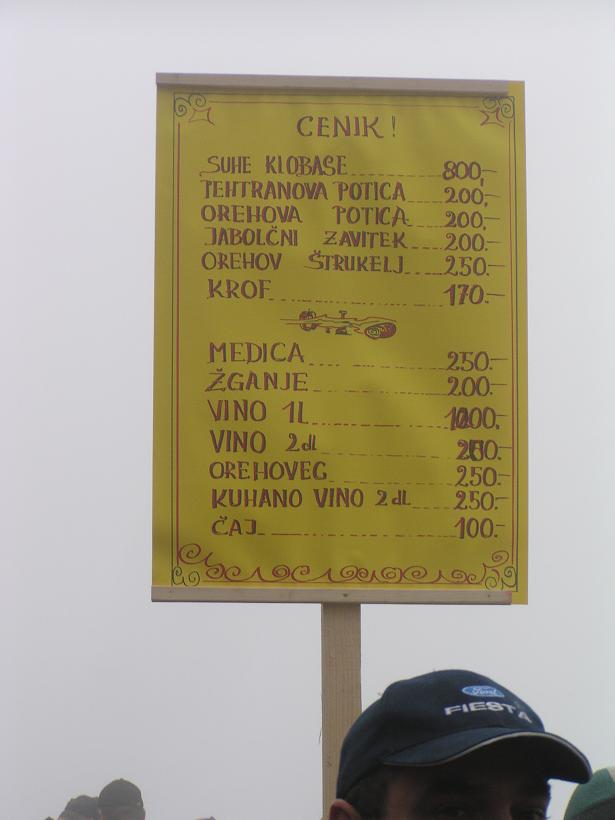 CENIK!
SUHE KLOBASE 800,-
PEHTRANOVA POTICA 200,-
OREHOVA POTICA 200,-
JABOLČNI ZAVITEK 200.-
OREHOV ŠTRUKELJ 250.-
KROF 170.-
MEDICA 250.-
ŽGANJE 200.-
VINO 1L
VINO 2dl
OREHOVEC 250.-
KUHANO VINO 2dL 250.-
ČAJ 100.-
Ford
FIESTA